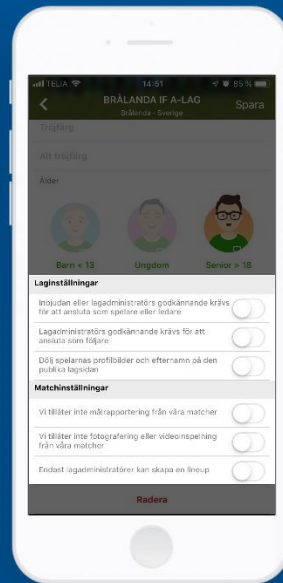 TELIA
14:51
85 %
BRÅLANDA IF A-LAG
Spara
Brålanda - Sverige
Tröjfärg
Alt tröjfärg
Ålder
Barn < 13
Ungdom
Senior > 18
Laginställningar
Inbjudan eller lagadministratörs godkännande krävs
för att ansluta som spelare eller ledare
Lagadministratörs godkännande krävs för att
ansluta som följare
Dölj spelarnas profilbilder och efternamn på den
publika lagsidan
Matchinställningar
Vi tillåter inte målrapportering från våra matcher
Vi tillåter inte fotografering eller videoinspelning
från våra matcher
Endast lagadministratörer kan skapa en lineup
Radera